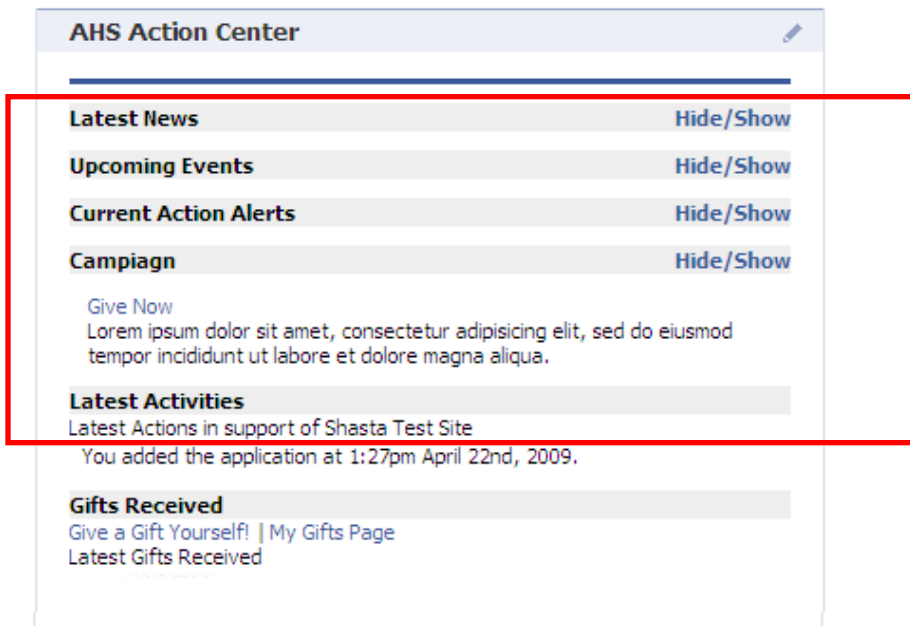 AHS Action Center
Latest News Hide/Show
Upcoming Events Hide/Show
Current Action Alerts Hide/Show
Campiagn Hide/Show
Give Now
Lorem ipsum dolor sit amet, consectetur adipisicing elit, sed do eiusmod
tempor incididunt ut labore et dolore magna aliqua.
Latest Activities
Latest Actions in support of Shasta Test Site
You added the application at 1:27pm April 22nd, 2009.
Gifts Received
Give a Gift Yourself! | My Gifts Page
Latest Gifts Received